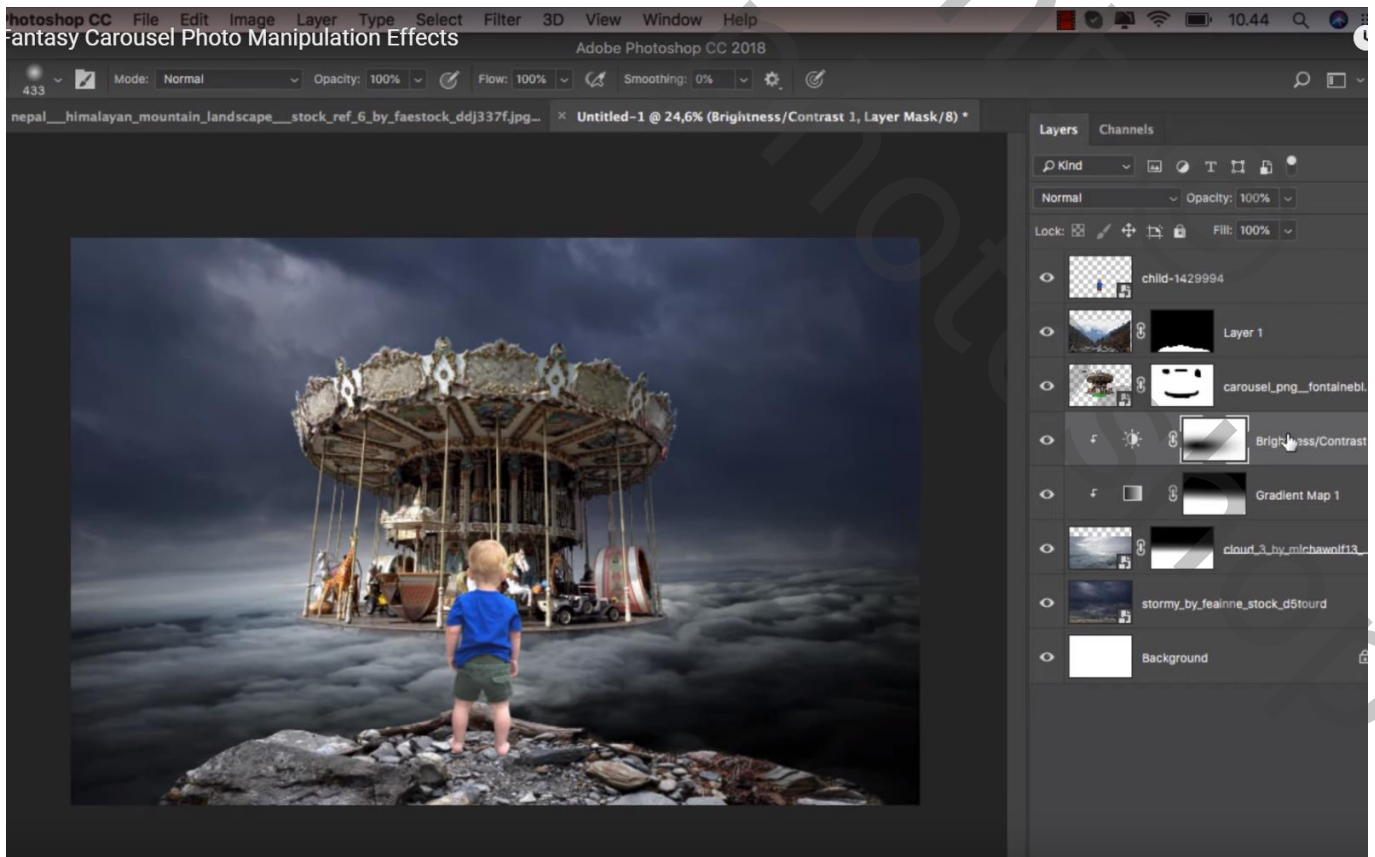 Photoshop CC File Edit Image Layer Type Select Filter 3D View Window Help 10.44
Fantasy Carousel Photo Manipulation Effects
Adobe Photoshop CC 2018
433 Mode: Normal Opacity: 100% Flow: 100% Smoothing: 0%
nepal__himalayan_mountain_landscape__stock_ref_6_by_faestock_ddj337f.jpg... × Untitled-1 @ 24,6% (Brightness/Contrast 1, Layer Mask/8) *
Layers Channels
Kind
Normal Opacity: 100%
Lock: Fill: 100%
child-1429994
Layer 1
carousel_png__fontainebl...
Brightness/Contrast
Gradient Map 1
cloud_3_by_michawolf13_...
stormy_by_feainne_stock_d5tourd
Background